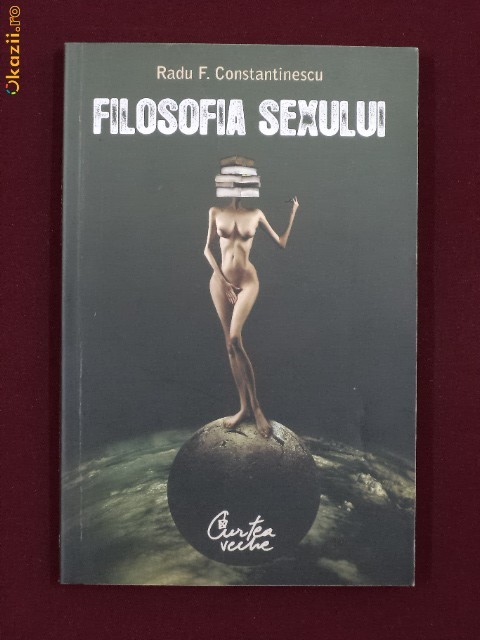 Okazii.ro
Radu F. Constantinescu
FILOSOFIA SEXULUI
Curtea
veche